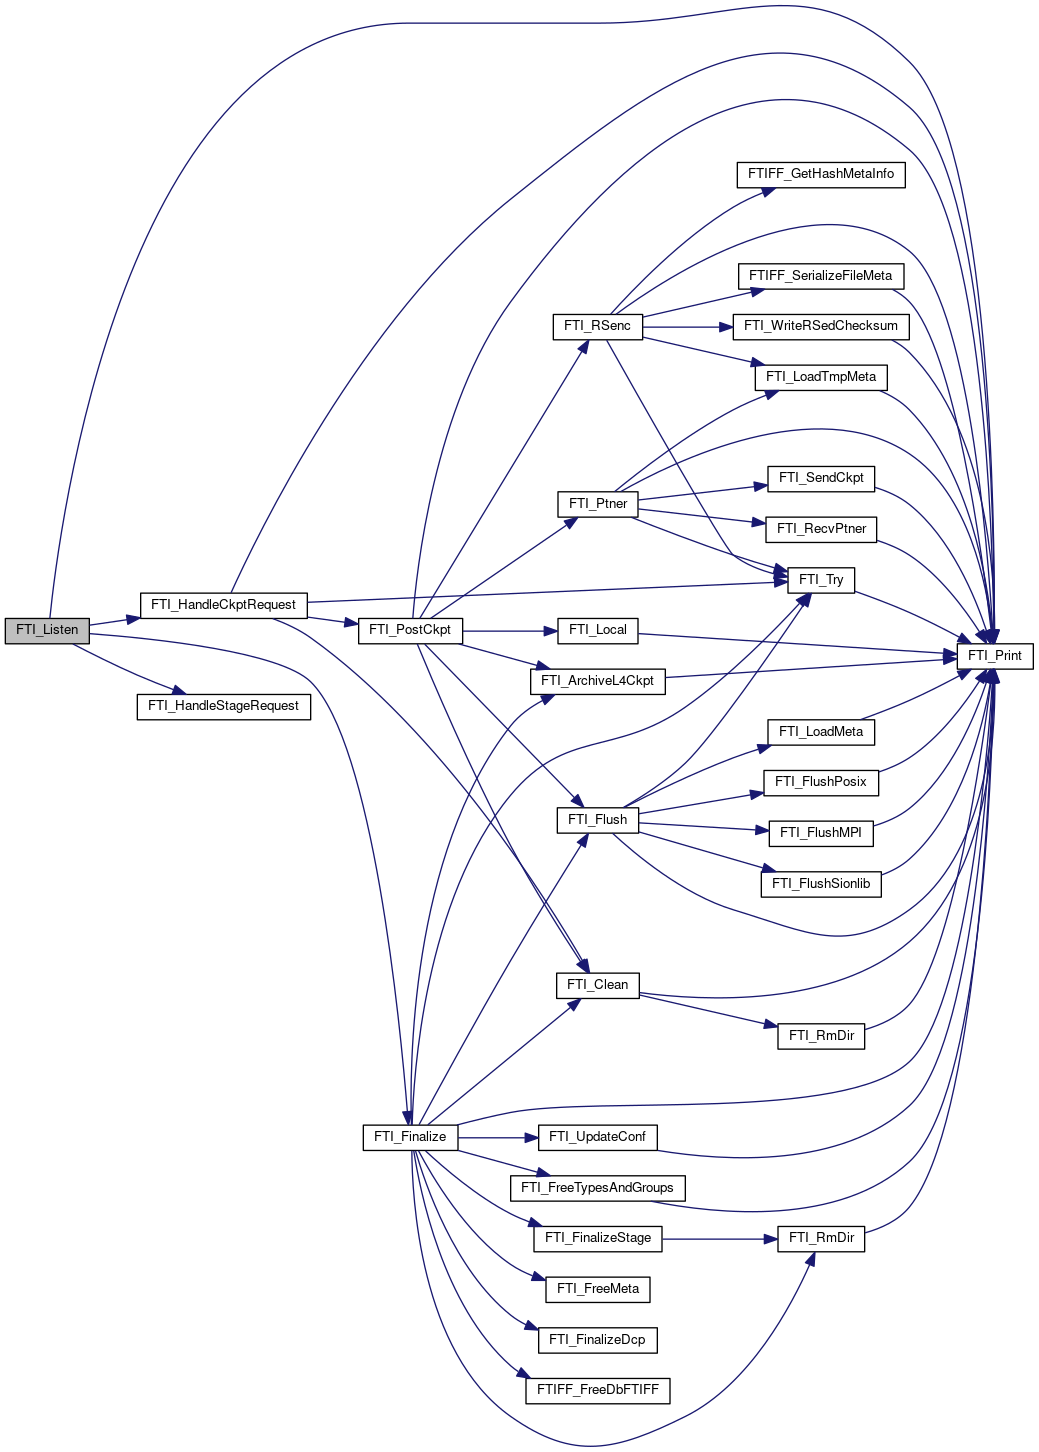 FTIFF_GetHashMetaInfo
FTIFF_SerializeFileMeta
FTI_RSenc
FTI_WriteRSedChecksum
FTI_LoadTmpMeta
FTI_SendCkpt
FTI_Ptner
FTI_RecvPtner
FTI_Try
FTI_HandleCkptRequest
FTI_Listen
FTI_PostCkpt
FTI_Local
FTI_Print
FTI_ArchiveL4Ckpt
FTI_HandleStageRequest
FTI_LoadMeta
FTI_FlushPosix
FTI_Flush
FTI_FlushMPI
FTI_FlushSionlib
FTI_Clean
FTI_RmDir
FTI_Finalize
FTI_UpdateConf
FTI_FreeTypesAndGroups
FTI_FinalizeStage
FTI_RmDir
FTI_FreeMeta
FTI_FinalizeDcp
FTIFF_FreeDbFTIFF